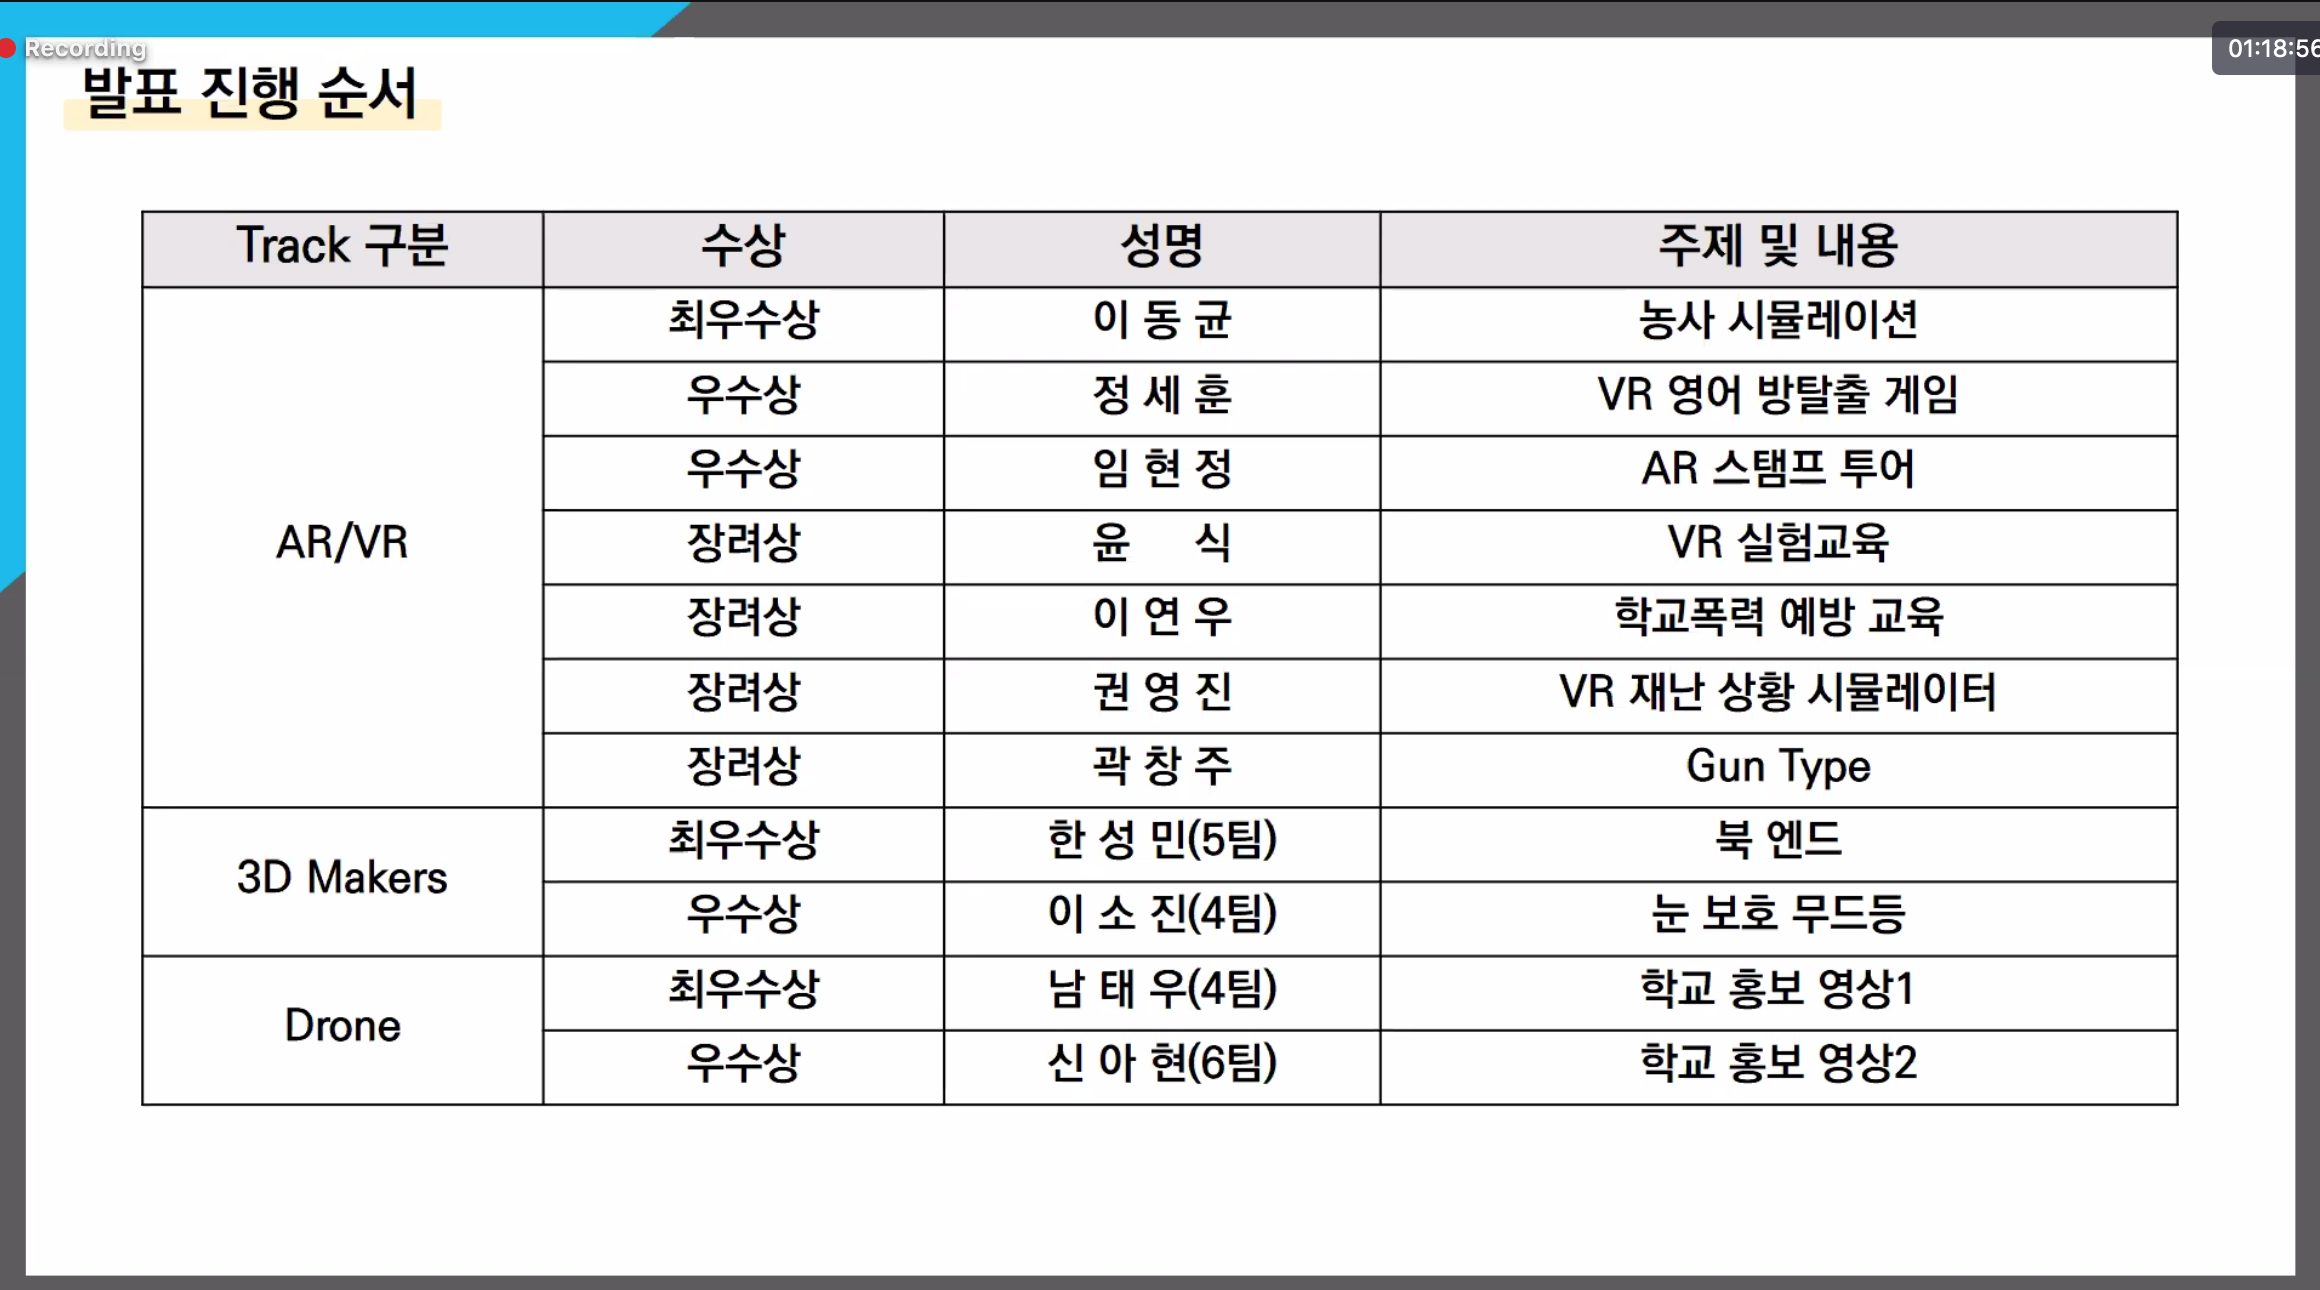 Recording
01:18:56
발표 진행 순서
Track 구분 수상 성명 주제 및 내용
AR/VR
최우수상 이 동 균 농사 시뮬레이션
우수상 정 세 훈 VR 영어 방탈출 게임
우수상 임 현 정 AR 스탬프 투어
장려상 윤 식 VR 실험교육
장려상 이 연 우 학교폭력 예방 교육
장려상 권 영 진 VR 재난 상황 시뮬레이터
장려상 곽 창 주 Gun Type
3D Makers
최우수상 한 성 민(5팀) 북 엔드
우수상 이 소 진(4팀) 눈 보호 무드등
Drone
최우수상 남 태 우(4팀) 학교 홍보 영상1
우수상 신 아 현(6팀) 학교 홍보 영상2